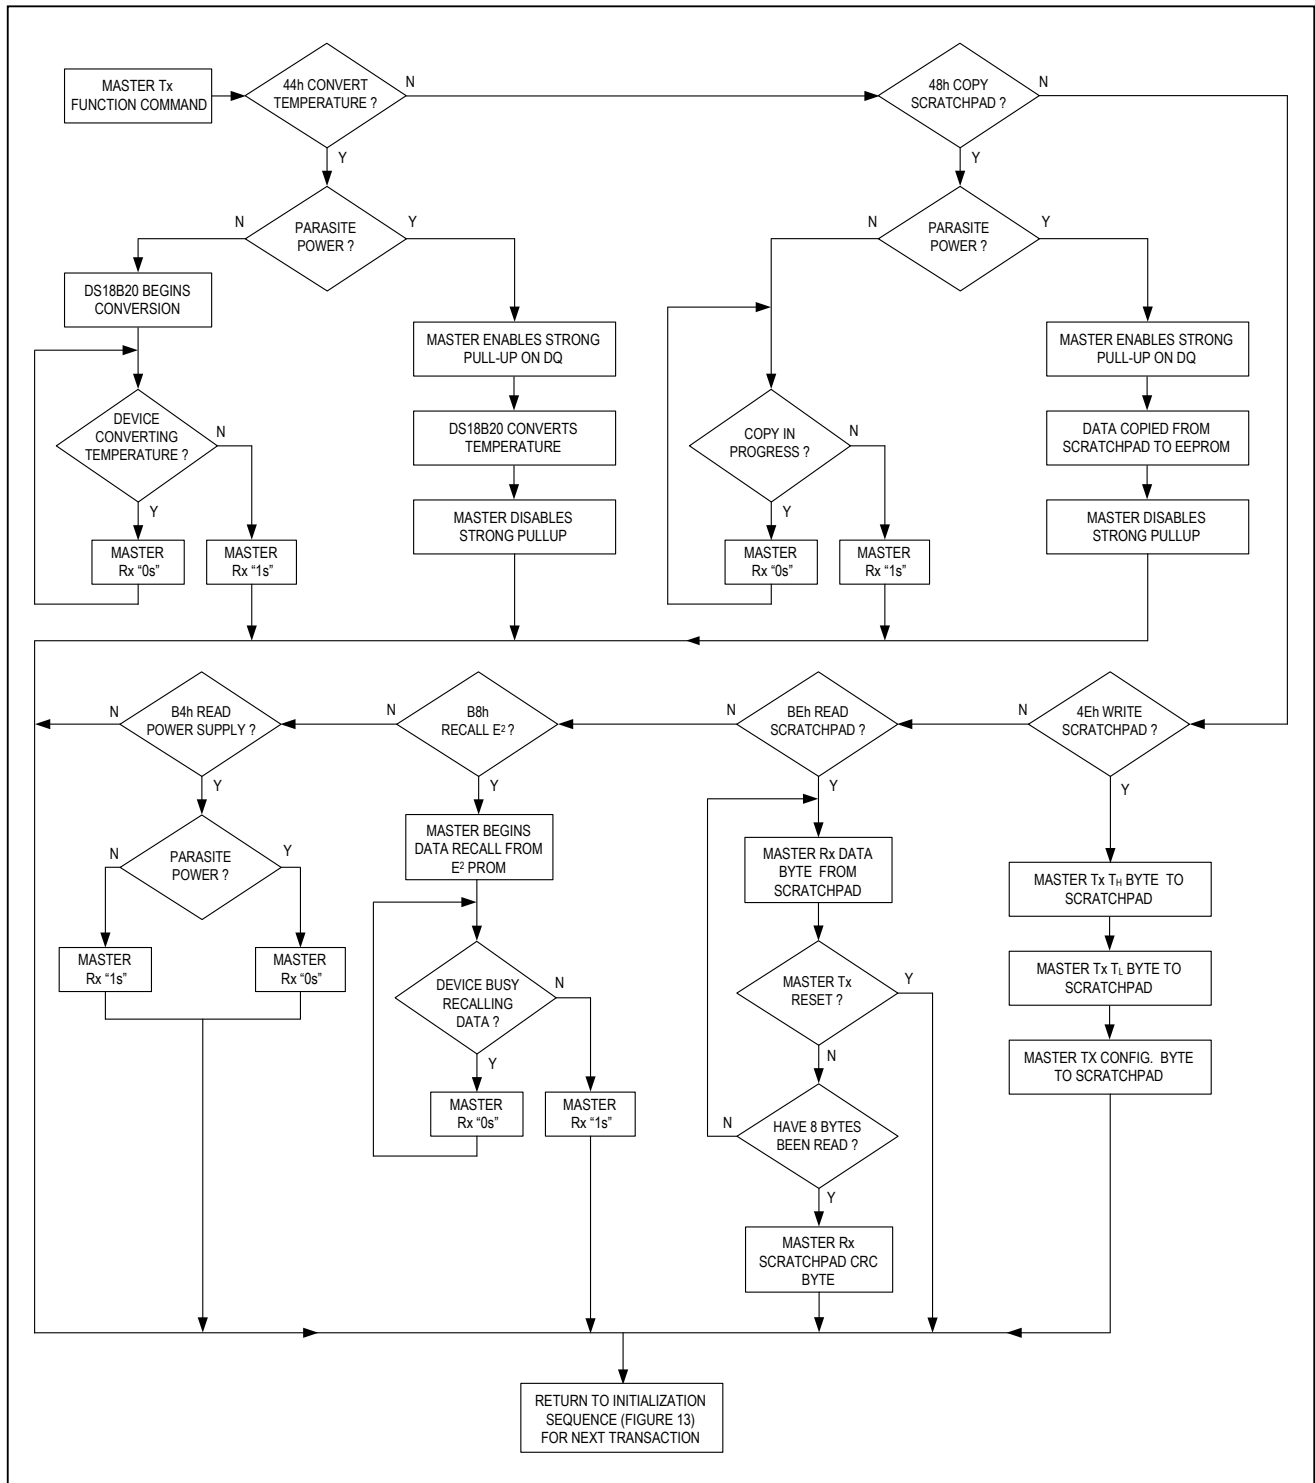 MASTER Tx
FUNCTION COMMAND
44h CONVERT
TEMPERATURE ?
N
Y
48h COPY
SCRATCHPAD ?
N
Y
N
PARASITE
POWER ?
Y
N
PARASITE
POWER ?
Y
DS18B20 BEGINS
CONVERSION
MASTER ENABLES STRONG
PULL-UP ON DQ
MASTER ENABLES STRONG
PULL-UP ON DQ
DEVICE
CONVERTING
TEMPERATURE ?
N
Y
DS18B20 CONVERTS
TEMPERATURE
COPY IN
PROGRESS ?
N
Y
DATA COPIED FROM
SCRATCHPAD TO EEPROM
MASTER
Rx “0s”
MASTER
Rx “1s”
MASTER DISABLES
STRONG PULLUP
MASTER
Rx “0s”
MASTER
Rx “1s”
MASTER DISABLES
STRONG PULLUP
N
B4h READ
POWER SUPPLY ?
Y
N
B8h
RECALL E² ?
Y
N
BEh READ
SCRATCHPAD ?
Y
N
4Eh WRITE
SCRATCHPAD ?
Y
N
PARASITE
POWER ?
Y
MASTER BEGINS
DATA RECALL FROM
E² PROM
MASTER Rx DATA
BYTE FROM
SCRATCHPAD
MASTER Tx TH BYTE TO
SCRATCHPAD
MASTER
Rx “1s”
MASTER
Rx “0s”
DEVICE BUSY
RECALLING
DATA ?
N
Y
MASTER Tx
RESET ?
Y
N
MASTER Tx TL BYTE TO
SCRATCHPAD
MASTER TX CONFIG. BYTE
TO SCRATCHPAD
MASTER
Rx “0s”
MASTER
Rx “1s”
N
HAVE 8 BYTES
BEEN READ ?
Y
MASTER Rx
SCRATCHPAD CRC
BYTE
RETURN TO INITIALIZATION
SEQUENCE (FIGURE 13)
FOR NEXT TRANSACTION